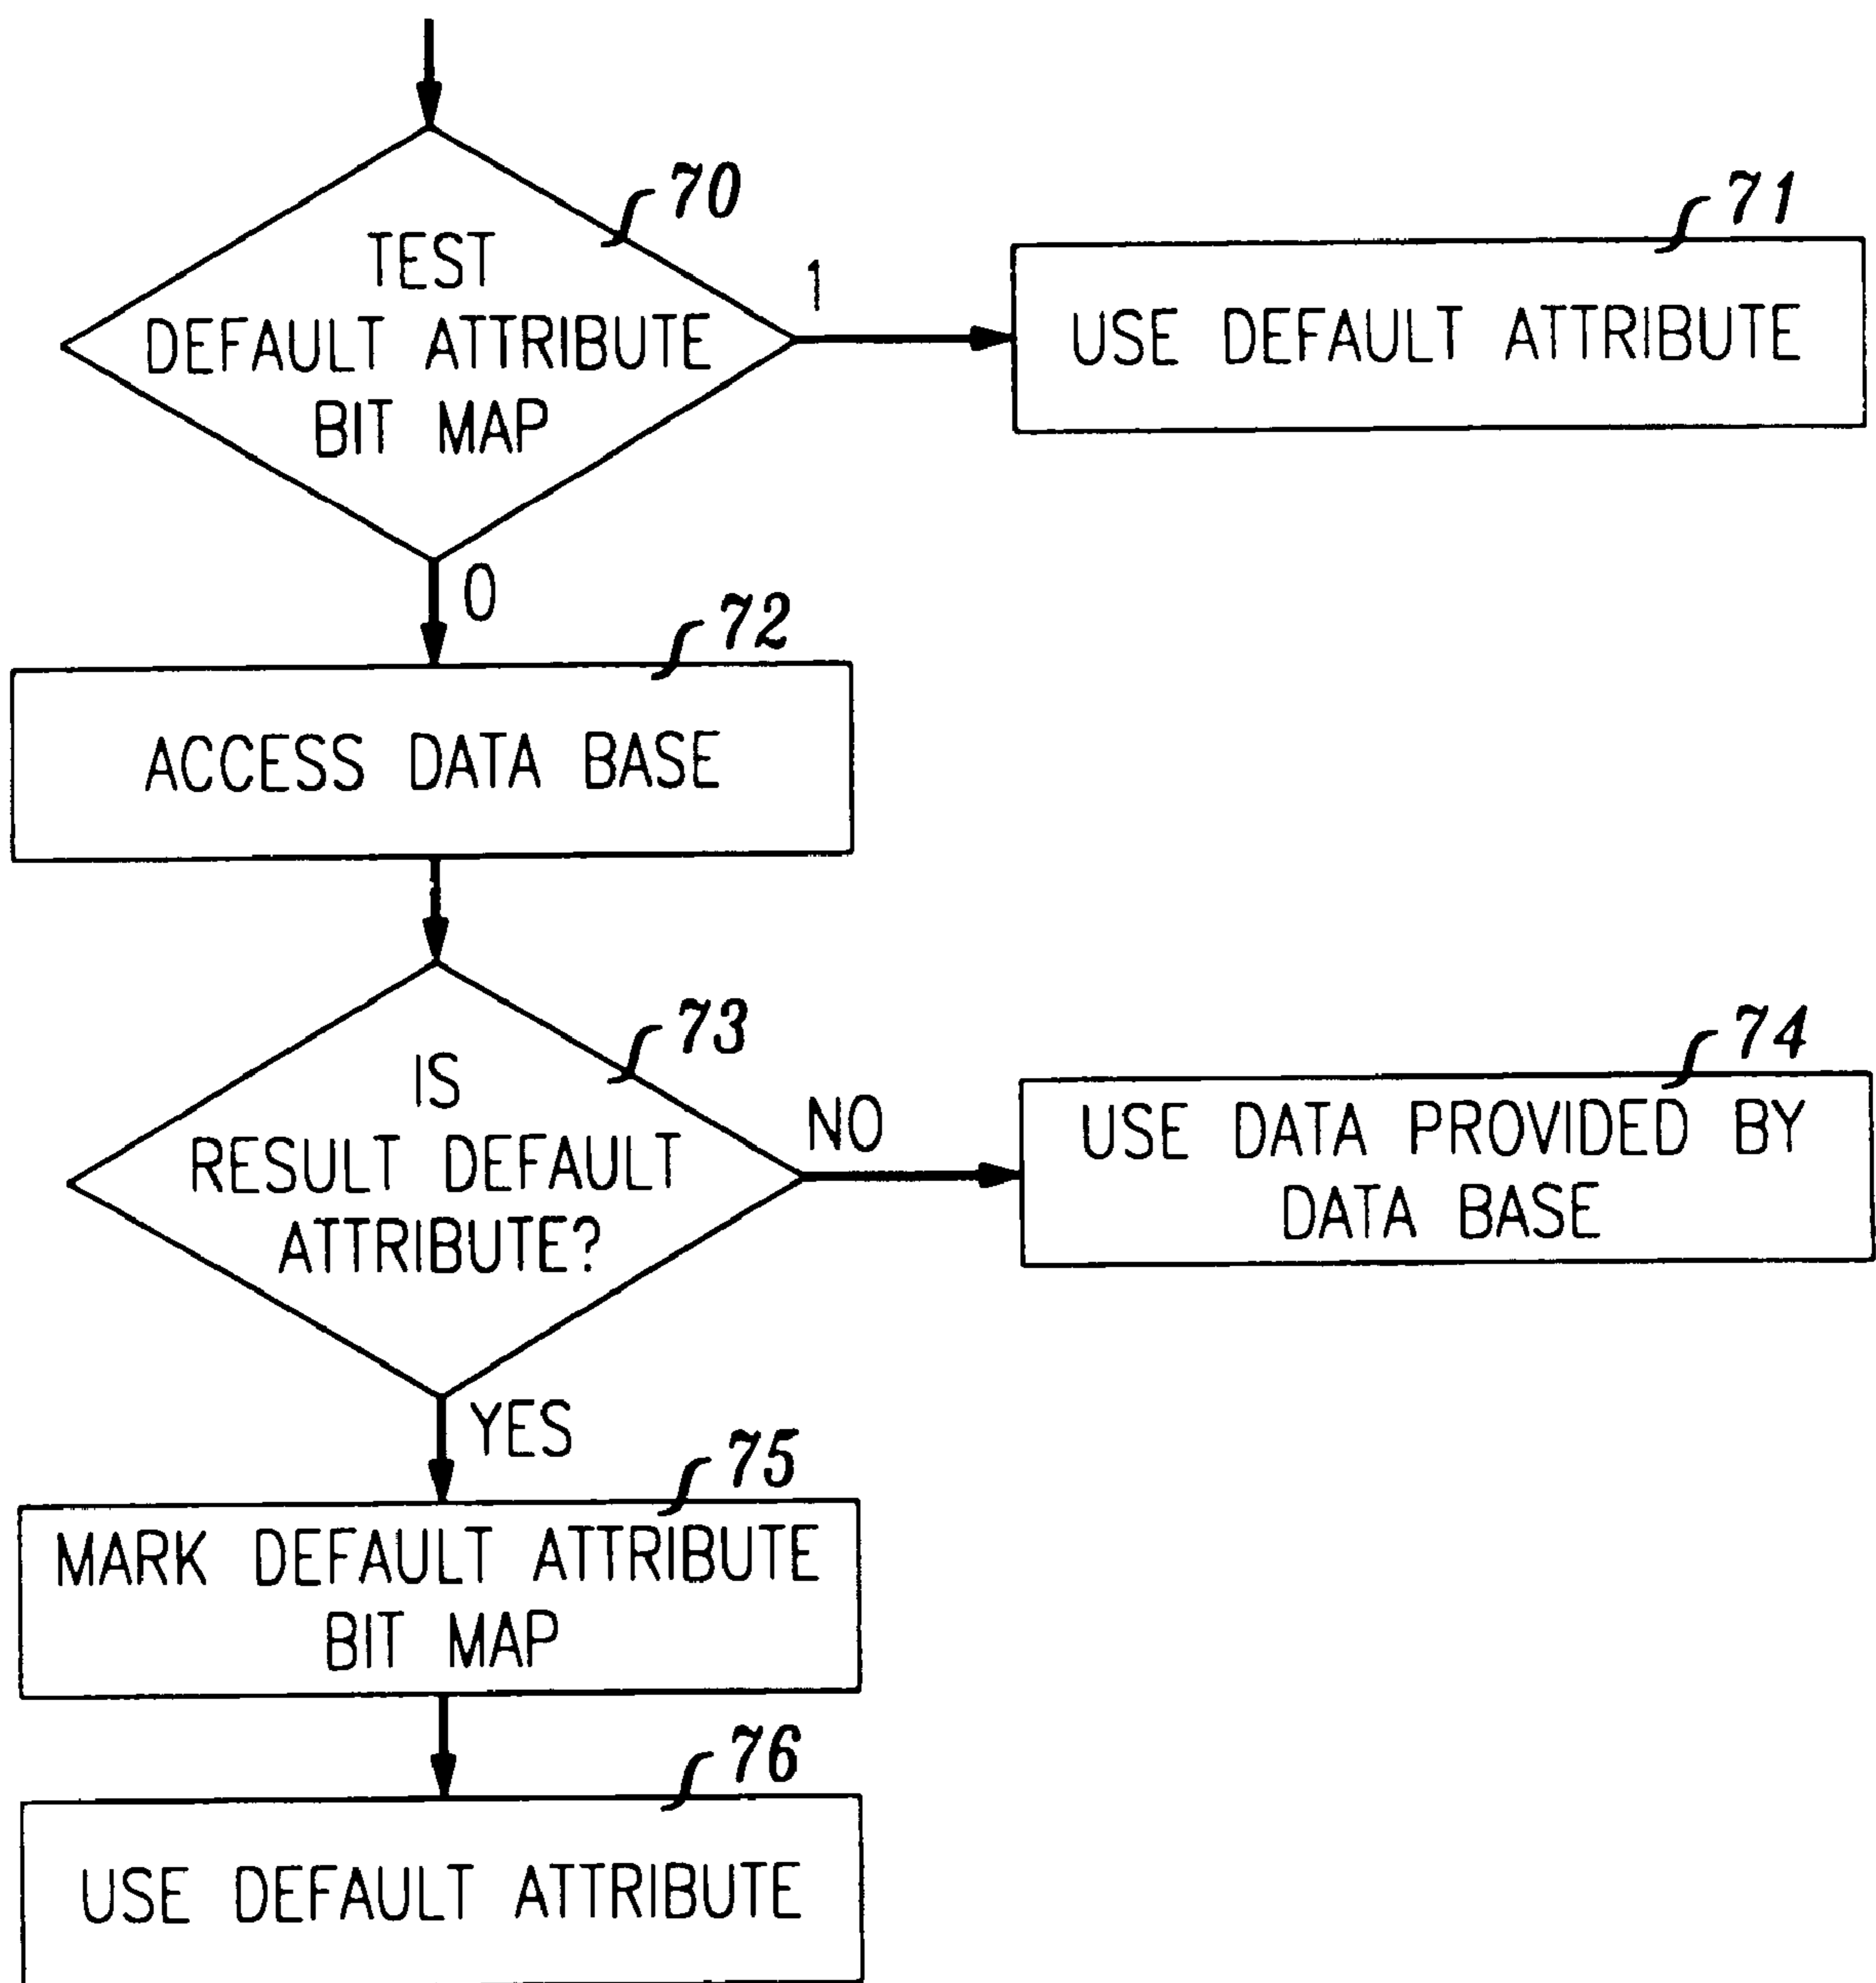 70
TEST
DEFAULT ATTRIBUTE
BIT MAP
1
71
USE DEFAULT ATTRIBUTE
0
72
ACCESS DATA BASE
73
IS
RESULT DEFAULT
ATTRIBUTE?
NO
74
USE DATA PROVIDED BY
DATA BASE
YES
75
MARK DEFAULT ATTRIBUTE
BIT MAP
76
USE DEFAULT ATTRIBUTE